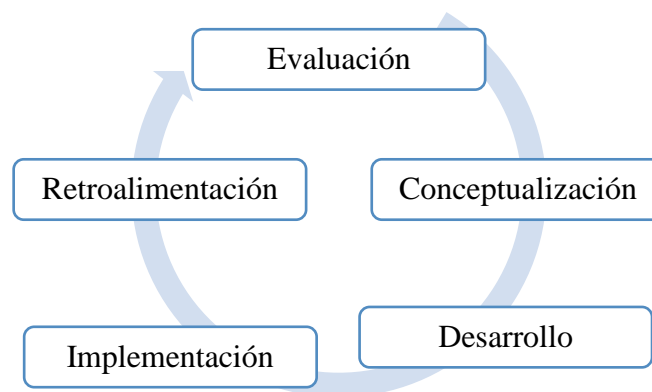 Evaluación
Conceptualización
Desarrollo
Implementación
Retroalimentación